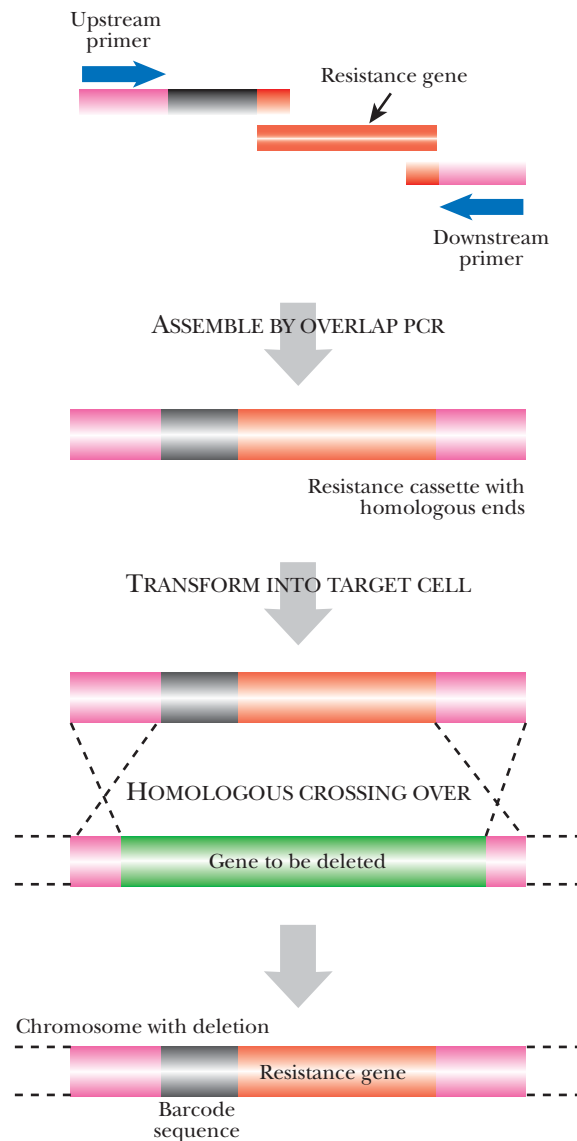 Upstream
primer
Resistance gene
Downstream
primer
ASSEMBLE BY OVERLAP PCR
Resistance cassette with
homologous ends
TRANSFORM INTO TARGET CELL
HOMOLOGOUS CROSSING OVER
Gene to be deleted
Chromosome with deletion
Resistance gene
Barcode
sequence